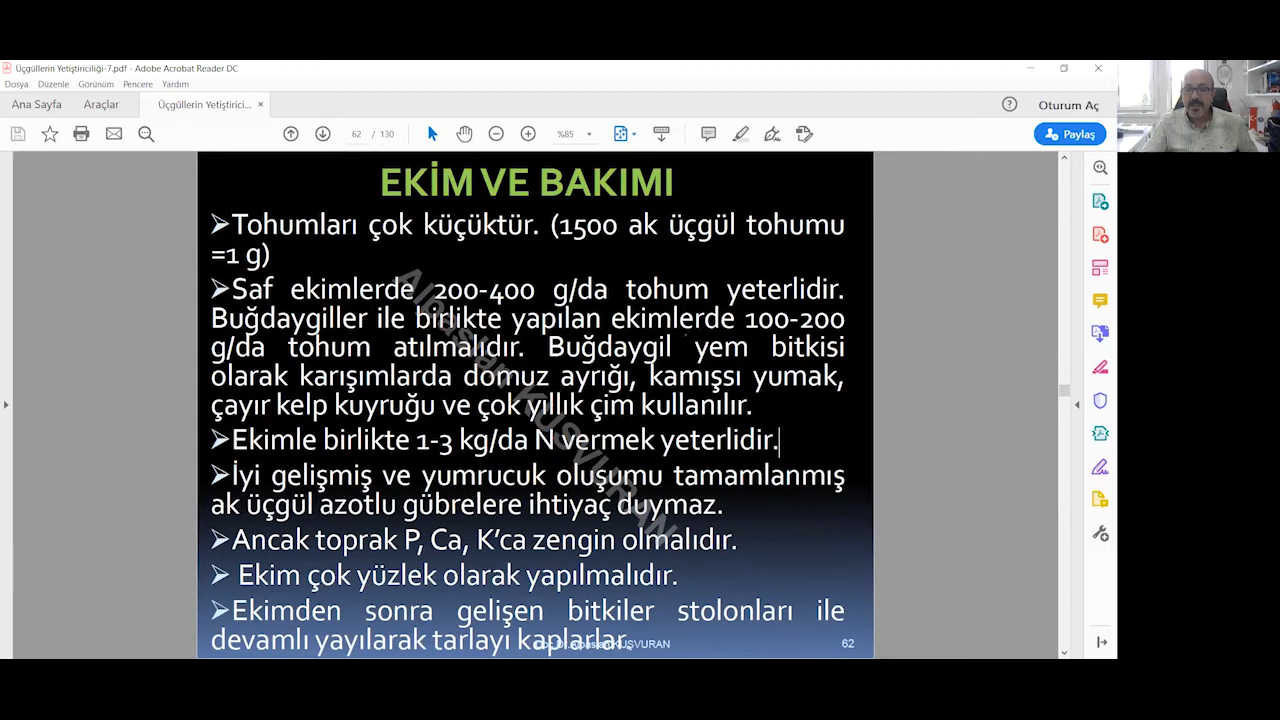 Üçgüllerin Yetiştiriciliği-7.pdf - Adobe Acrobat Reader DC
Dosya Düzenle Görünüm Pencere Yardım
Ana Sayfa Araçlar Üçgüllerin Yetiştirici... Oturum Aç
62 / 130 %85 Paylaş
EKİM VE BAKIMI
➢Tohumları çok küçüktür. (1500 ak üçgül tohumu
=1 g)
➢Saf ekimlerde 200-400 g/da tohum yeterlidir.
Buğdaygiller ile birlikte yapılan ekimlerde 100-200
g/da tohum atılmalıdır. Buğdaygil yem bitkisi
olarak karışımlarda domuz ayrığı, kamışsı yumak,
çayır kelp kuyruğu ve çok yıllık çim kullanılır.
➢Ekimle birlikte 1-3 kg/da N vermek yeterlidir.
➢İyi gelişmiş ve yumrucuk oluşumu tamamlanmış
ak üçgül azotlu gübrelere ihtiyaç duymaz.
➢Ancak toprak P, Ca, K’ca zengin olmalıdır.
➢ Ekim çok yüzlek olarak yapılmalıdır.
➢Ekimden sonra gelişen bitkiler stolonları ile
devamlı yayılarak tarlayı kaplarlar.
KUŞVURAN 62
Alpaslan KUŞVURAN